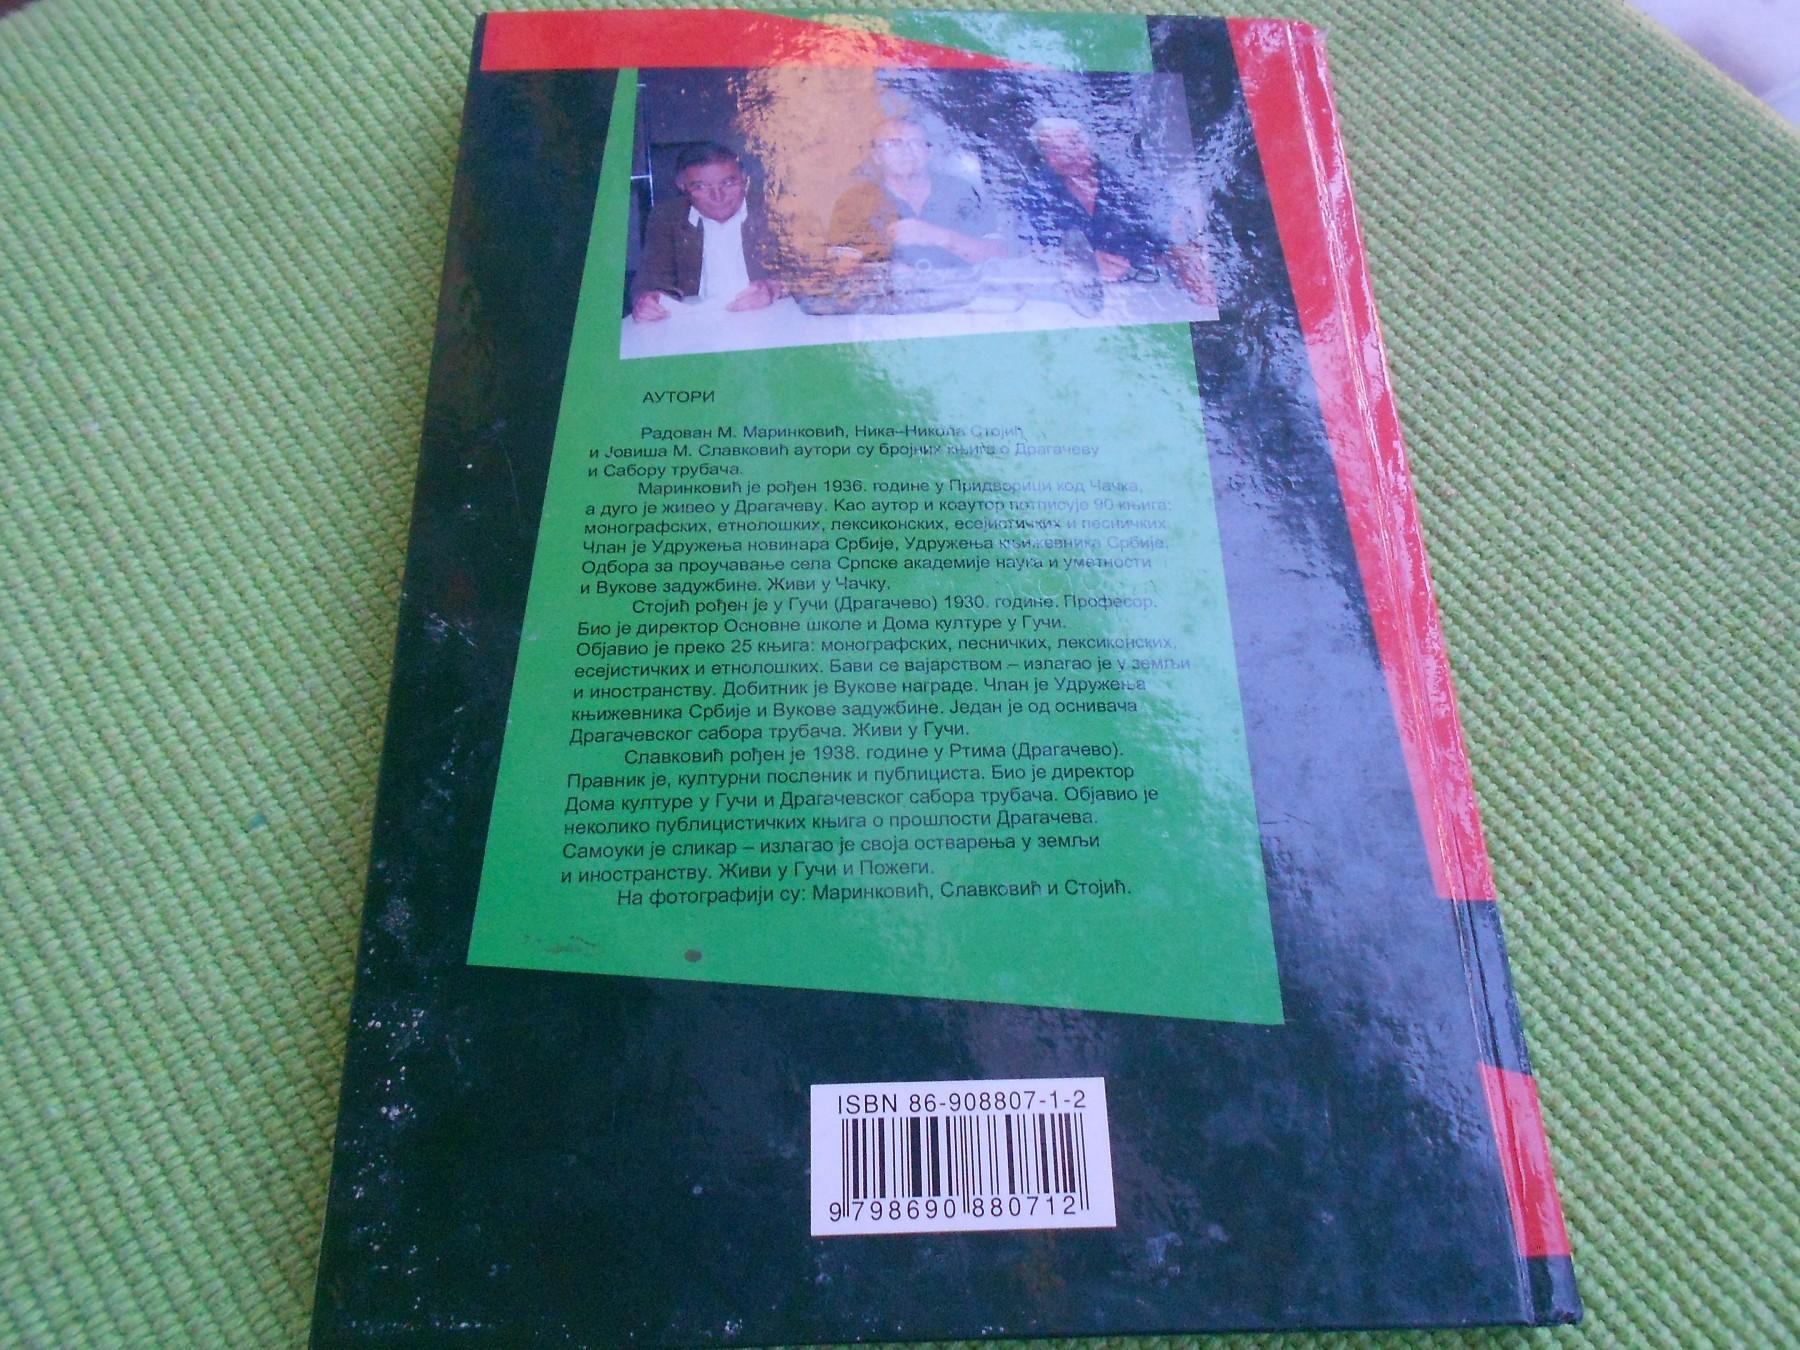 АУТОРИ
Радован М. Маринковић, Ника–Никола Стојић
и Јовиша М. Славковић аутори су бројних књига о Драгачеву
и Сабору трубача.
Маринковић је рођен 1936. године у Придворици код Чачка,
а дуго је живео у Драгачеву. Као аутор и коаутор потписује 90 књига:
монографских, етнолошких, лексиконских, есејистичких и песничких.
Члан је Удружења новинара Србије, Удружења књижевника Србије,
Одбора за проучавање села Српске академије наука и уметности
и Вукове задужбине. Живи у Чачку.
Стојић рођен је у Гучи (Драгачево) 1930. године. Професор.
Био је директор Основне школе и Дома културе у Гучи.
Објавио је преко 25 књига: монографских, песничких, лексиконских,
есејистичких и етнолошких. Бави се вајарством – излагао је у земљи
и иностранству. Добитник је Вукове награде. Члан је Удружења
књижевника Србије и Вукове задужбине. Један је од оснивача
Драгачевског сабора трубача. Живи у Гучи.
Славковић рођен је 1938. године у Ртима (Драгачево).
Правник је, културни посленик и публициста. Био је директор
Дома културе у Гучи и Драгачевског сабора трубача. Објавио је
неколико публицистичких књига о прошлости Драгачева.
Самоуки је сликар – излагао је своја остварења у земљи
и иностранству. Живи у Гучи и Пожеги.
На фотографији су: Маринковић, Славковић и Стојић.
ISBN 86-908807-1-2
9 798690 880712